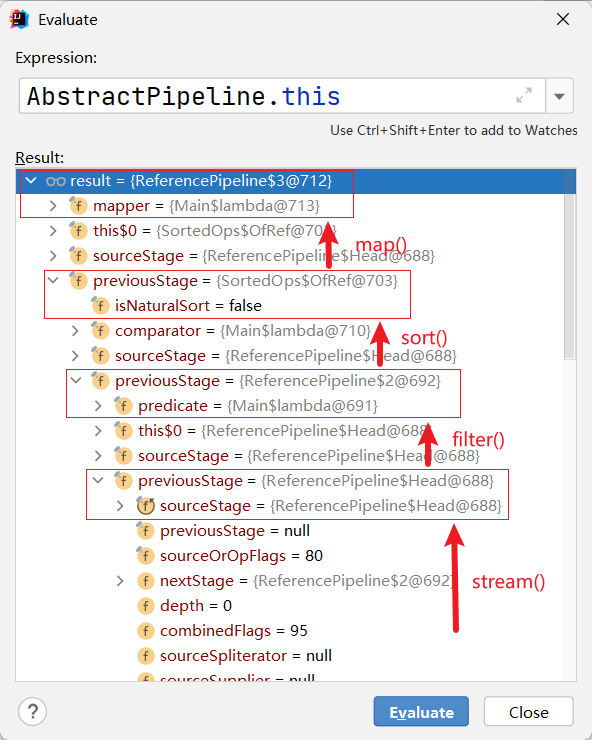 Evaluate
Expression:
AbstractPipeline.this
Use Ctrl+Shift+Enter to add to Watches
Result:
result = {ReferencePipeline$3@712}
mapper = {Main$lambda@713}
this$0 = {SortedOps$OfRef@70
map()
sourceStage = {ReferencePipeline$Head@688}
previousStage = {SortedOps$OfRef@703}
isNaturalSort = false
comparator = {Main$lambda@710}
sort()
sourceStage = {ReferencePipeline$Head@688}
previousStage = {ReferencePipeline$2@692}
predicate = {Main$lambda@691}
this$0 = {ReferencePipeline$Head@688
filter()
sourceStage = {ReferencePipeline$Head@688}
previousStage = {ReferencePipeline$Head@688}
sourceStage = {ReferencePipeline$Head@688}
previousStage = null
sourceOrOpFlags = 80
nextStage = {ReferencePipeline$2@692}
stream()
depth = 0
combinedFlags = 95
sourceSpliterator = null
sourceSupplier = null
?
Evaluate
Close